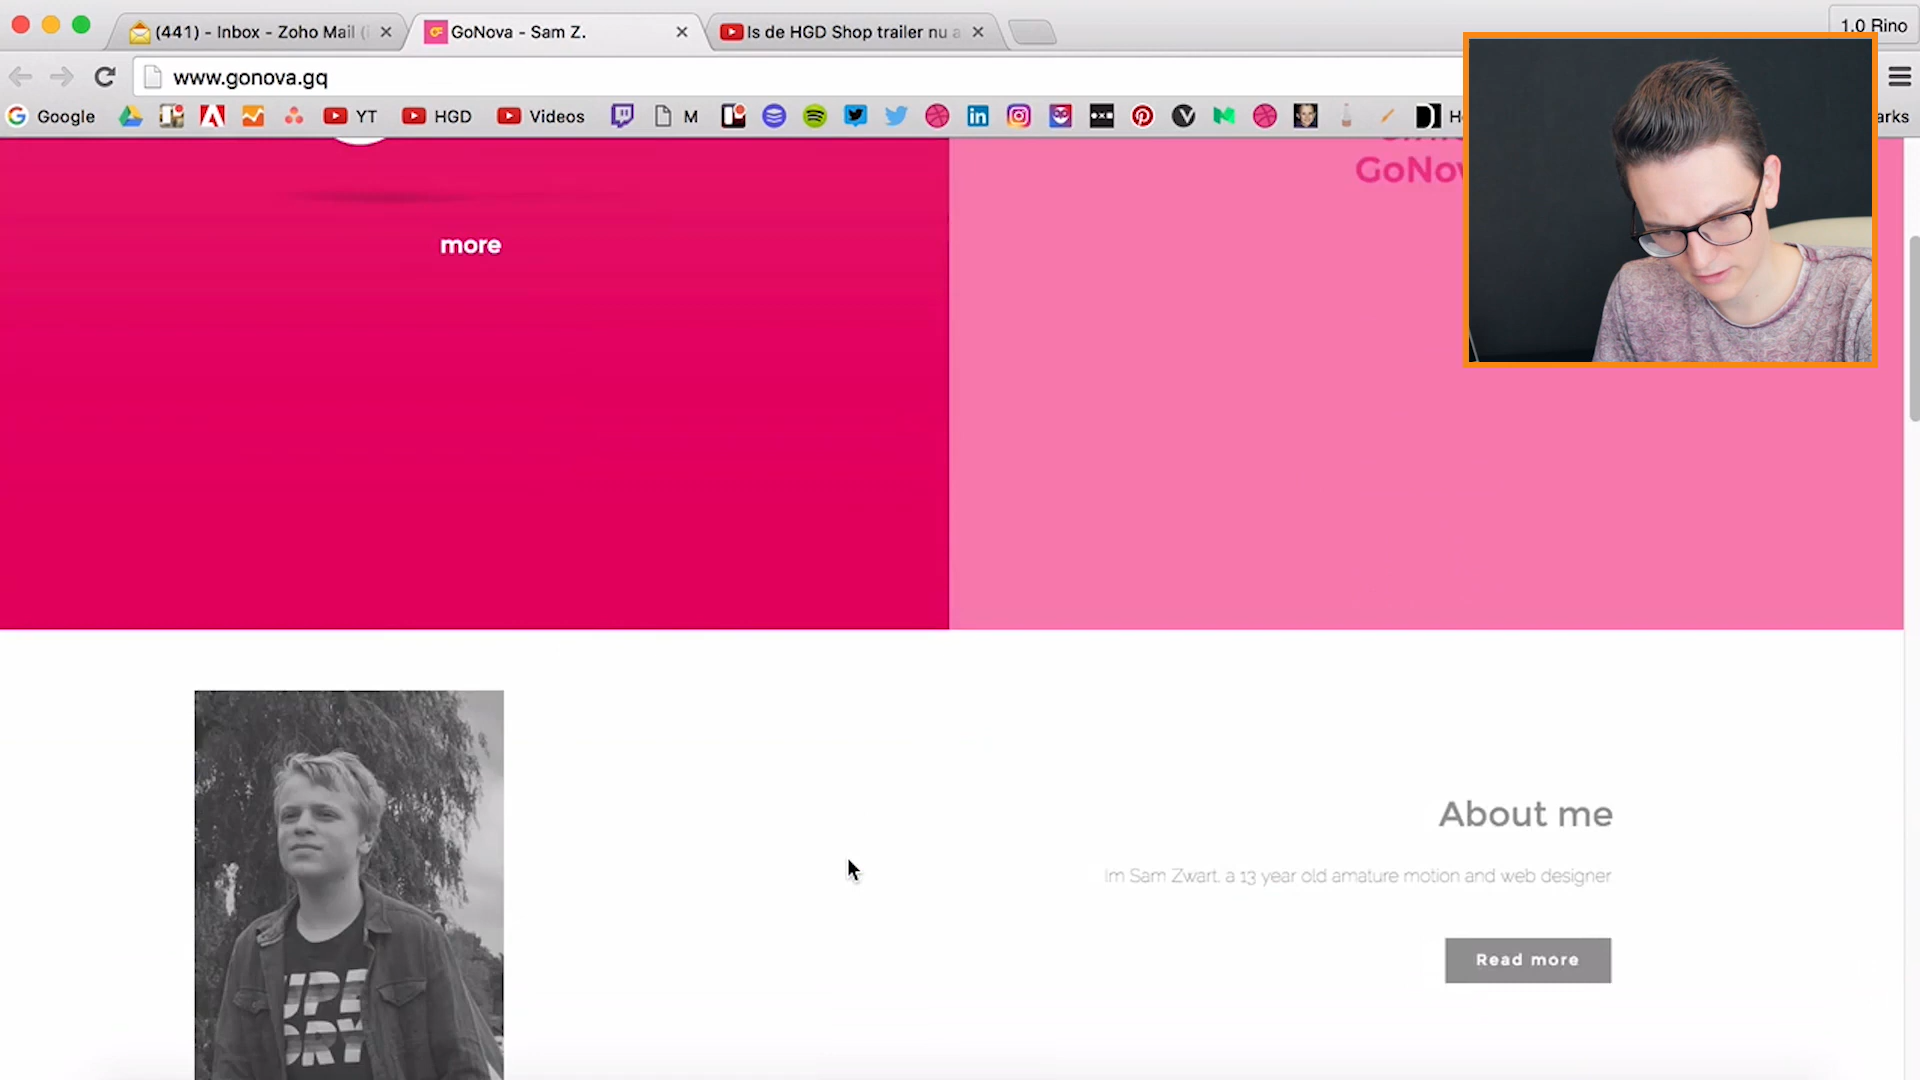 (441) - Inbox - Zoho Mail
GoNova - Sam Z.
Is de HGD Shop trailer nu a
1.0 Rino
www.gonova.gq
Google
YT
HGD
Videos
M
GoNov
more
About me
Im Sam Zwart. a 13 year old amature motion and web designer
Read more